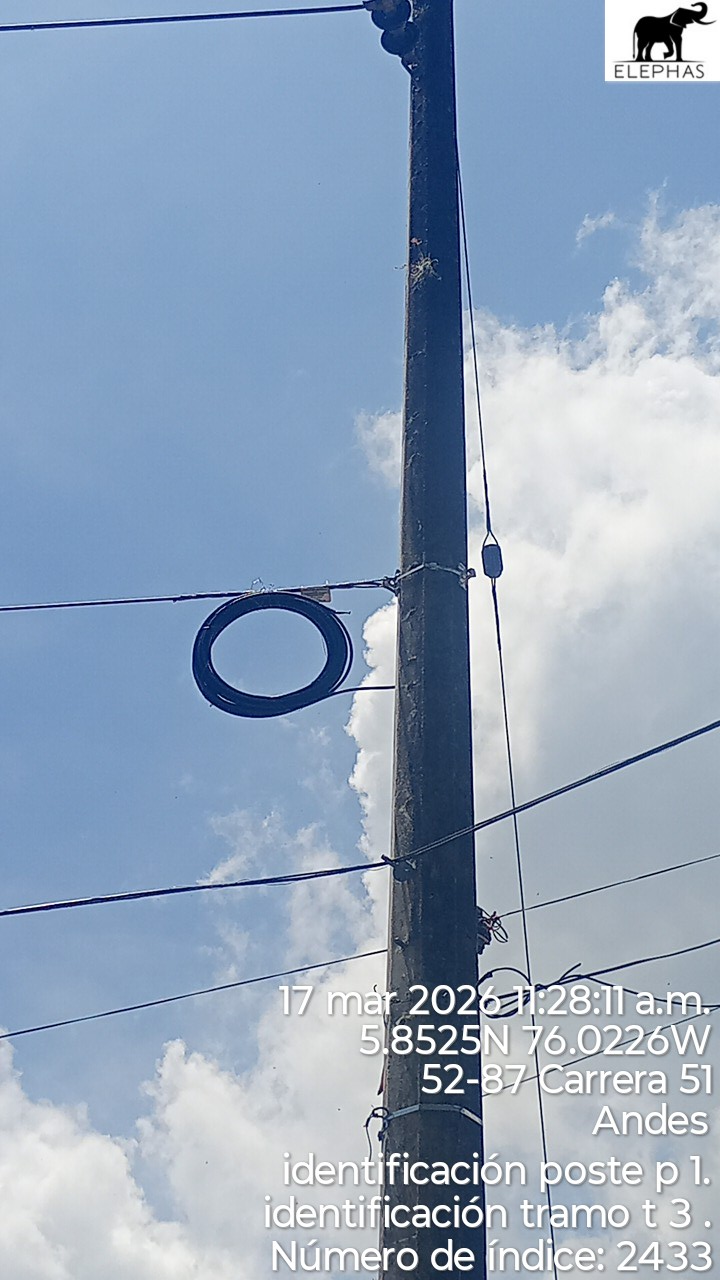 ELEPHAS
17 mar 2026 11:28:11 a.m.
5.8525N 76.0226W
52-87 Carrera 51
Andes
identificación poste p 1.
identificación tramo t 3 .
Número de índice: 2433